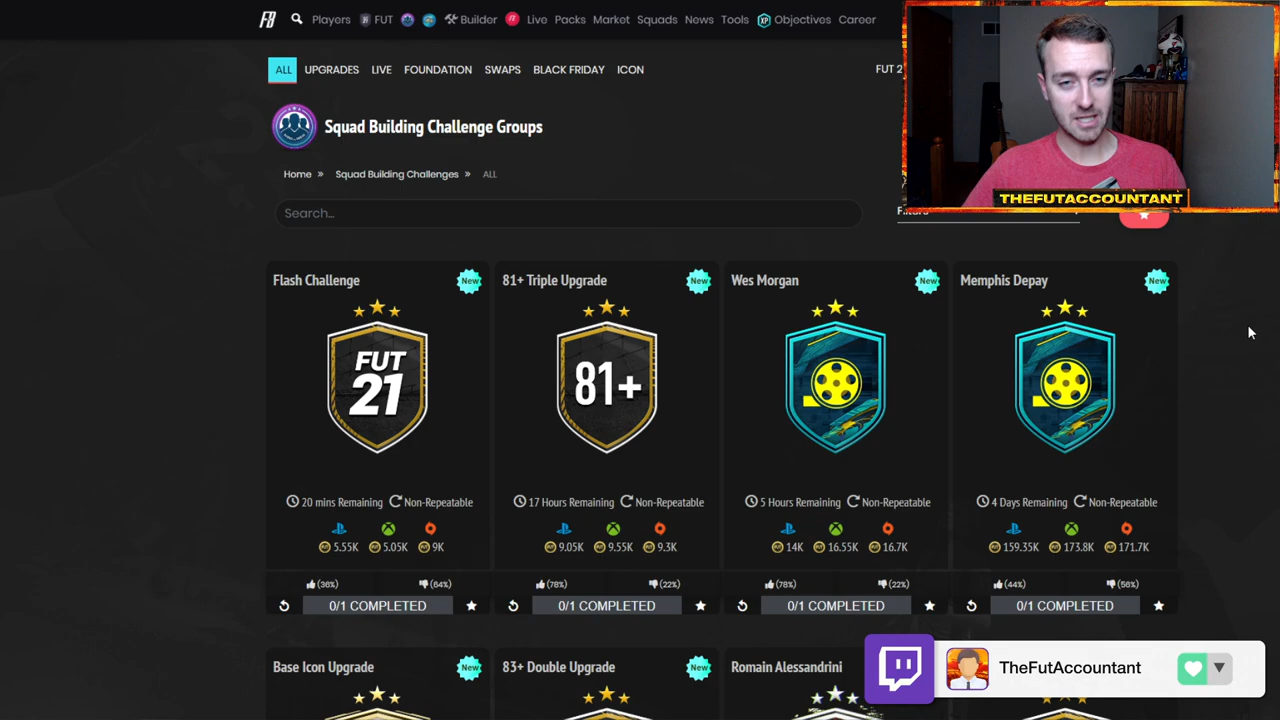 Players FUT Builder Live Packs Market Squads News Tools Objectives Career
ALL UPGRADES LIVE FOUNDATION SWAPS BLACK FRIDAY ICON FUT 2
Squad Building Challenge Groups
THEFUTACCOUNTANT
Home » Squad Building Challenges » ALL
Search...
Filters
Flash Challenge New 81+ Triple Upgrade New Wes Morgan New Memphis Depay New
FUT 21 81+
20 mins Remaining Non-Repeatable 17 Hours Remaining Non-Repeatable 5 Hours Remaining Non-Repeatable 4 Days Remaining Non-Repeatable
5.55K 5.05K 9K 9.05K 9.55K 9.3K 14K 16.55K 16.7K 159.35K 173.8K 171.7K
(36%) (64%) (78%) (22%) (78%) (22%) (44%) (56%)
0/1 COMPLETED 0/1 COMPLETED 0/1 COMPLETED 0/1 COMPLETED
Base Icon Upgrade New 83+ Double Upgrade New Romain Alessandrini
TheFutAccountant